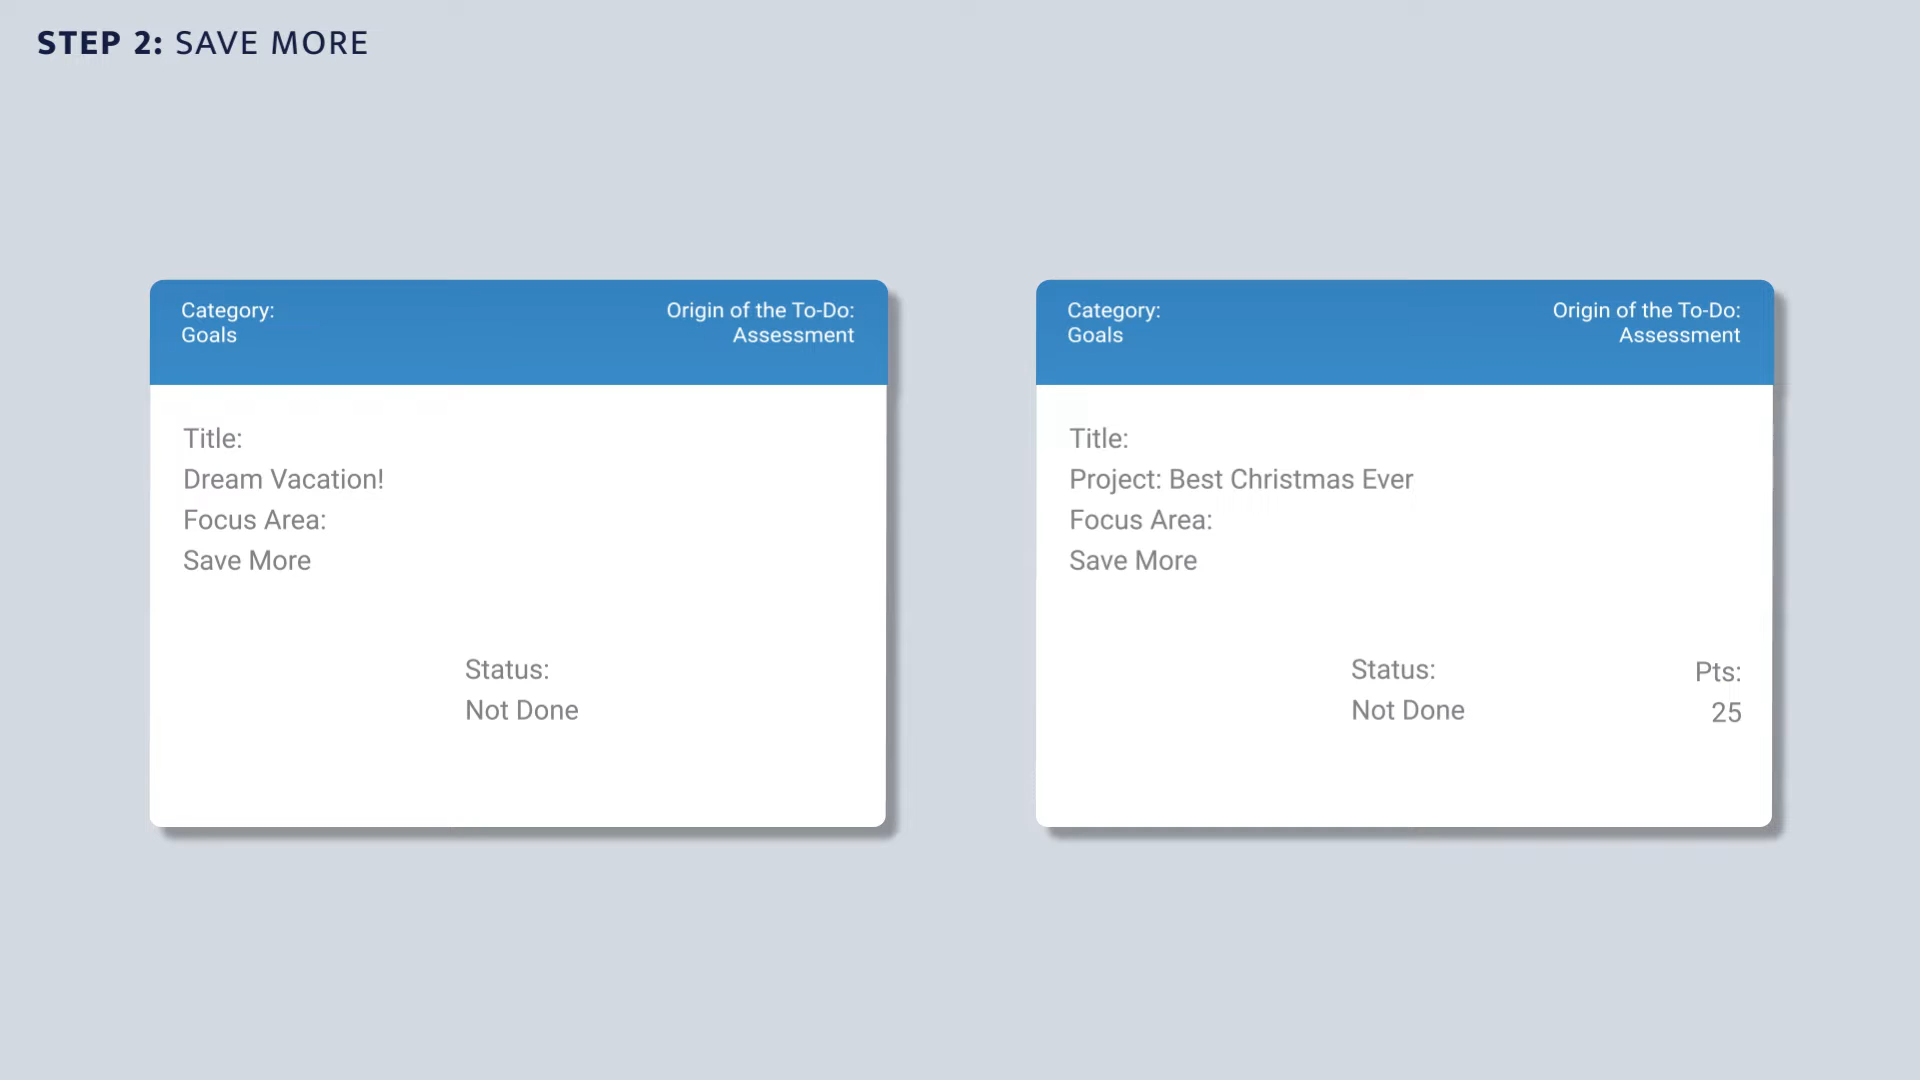 STEP 2: SAVE MORE
Category:
Goals
Origin of the To-Do:
Assessment
Title:
Dream Vacation!
Focus Area:
Save More
Status:
Not Done
Category:
Goals
Origin of the To-Do:
Assessment
Title:
Project: Best Christmas Ever
Focus Area:
Save More
Status:
Not Done
Pts:
25